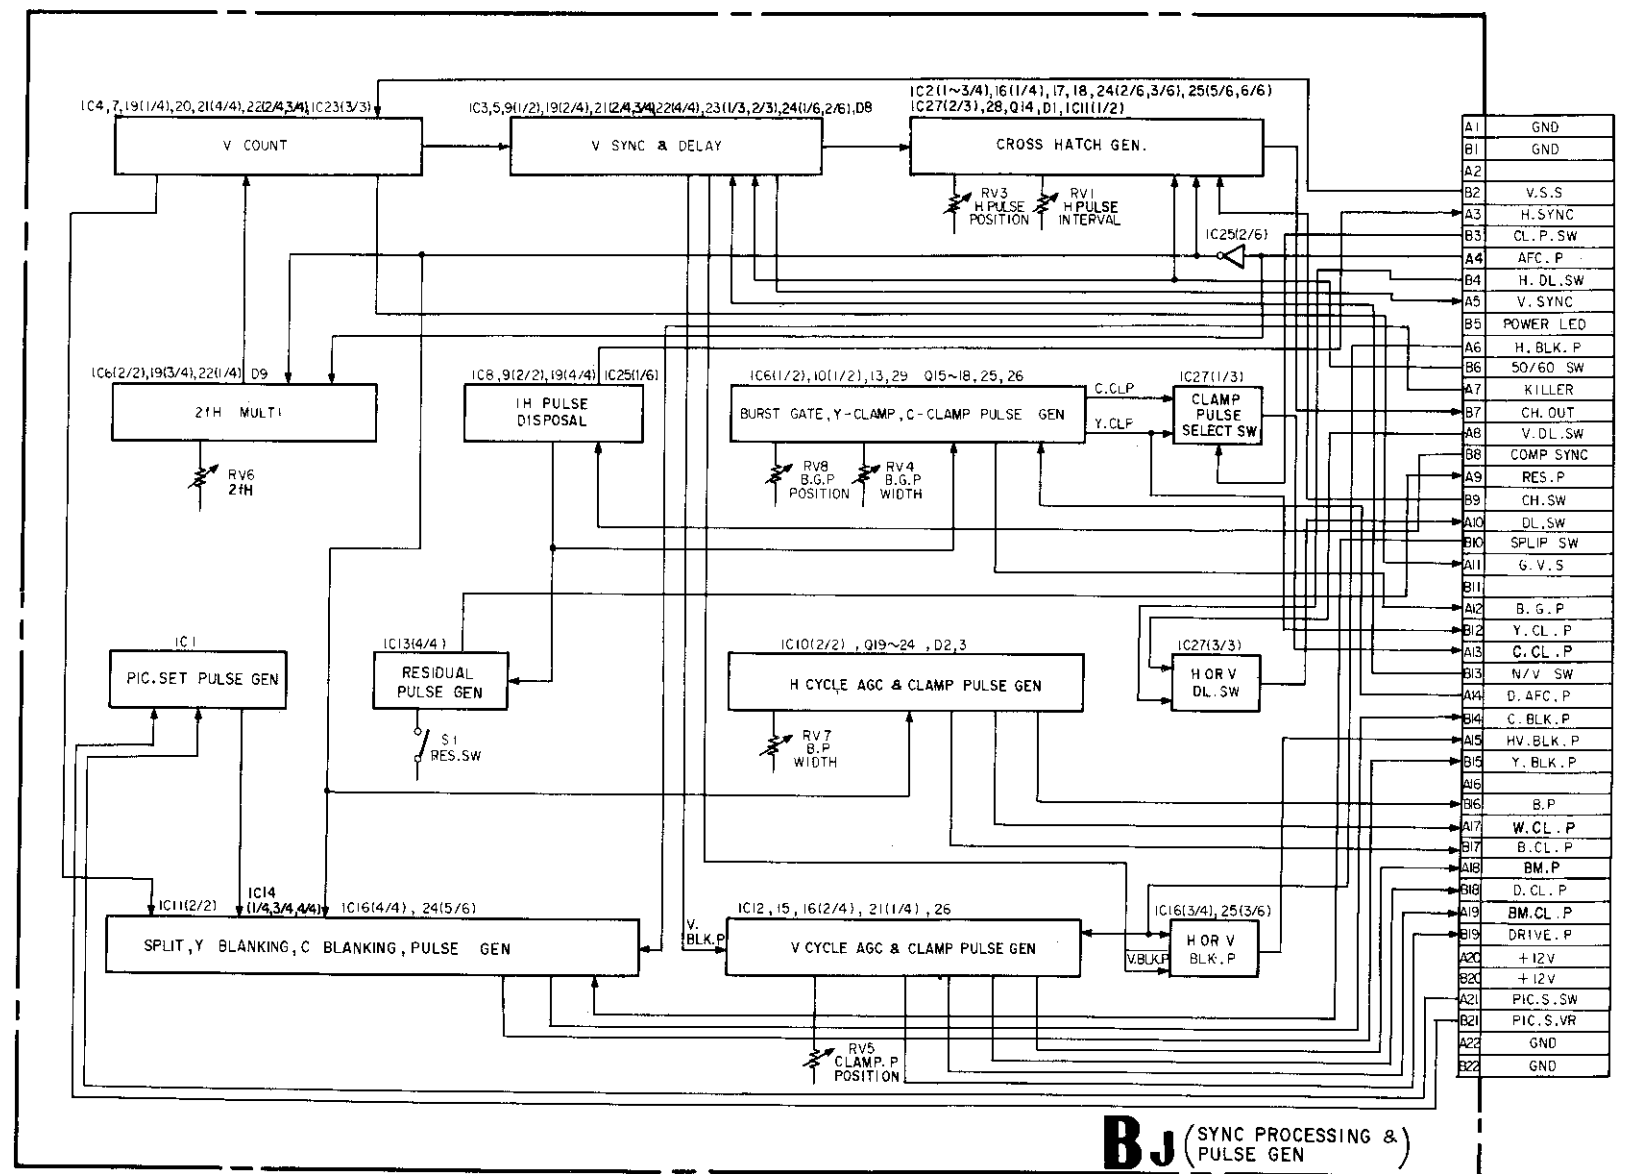 IC4,7,19(1/4),20,21(4/4),22(2/4,3/4)IC23(3/3)
V COUNT
IC3,5,9(1/2),19(2/4),21(2/4,3/4)22(4/4),23(1/3,2/3),24(1/6,2/6),D8
V SYNC & DELAY
IC2(1~3/4),16(1/4),17,18,24(2/6,3/6),25(5/6,6/6)
IC27(2/3),28,Q14,D1,IC11(1/2)
CROSS HATCH GEN.
RV3
H PULSE
POSITION
RV1
H PULSE
INTERVAL
IC25(2/6)
IC6(2/2),19(3/4),22(1/4) D9
2fH MULTI
RV6
2fH
IC8,9(2/2),19(4/4) IC25(1/6)
1H PULSE
DISPOSAL
IC6(1/2),10(1/2),13,29 Q15~18,25,26
BURST GATE,Y-CLAMP,C-CLAMP PULSE GEN
C.CLP
Y.CLP
IC27(1/3)
CLAMP
PULSE
SELECT SW
RV8
B.G.P
POSITION
RV4
B.G.P
WIDTH
IC1
PIC.SET PULSE GEN
IC13(4/4)
RESIDUAL
PULSE GEN
S1
RES.SW
IC10(2/2) ,Q19~24 ,D2,3
H CYCLE AGC & CLAMP PULSE GEN
RV7
B.P
WIDTH
IC27(3/3)
H OR V
DL.SW
IC11(2/2)
IC14
(1/4,3/4,4/4)
IC16(4/4), 24(5/6)
SPLIT,Y BLANKING,C BLANKING,PULSE GEN
V.
BLK.P
IC12,15,16(2/4),21(1/4),26
V CYCLE AGC & CLAMP PULSE GEN
RV5
CLAMP.P
POSITION
V.BLK.P
IC16(3/4),25(3/6)
H OR V
BLK.P
A1 GND
B1 GND
A2
B2 V.S.S
A3 H.SYNC
B3 CL.P.SW
A4 AFC.P
B4 H.DL.SW
A5 V.SYNC
B5 POWER LED
A6 H.BLK.P
B6 50/60 SW
A7 KILLER
B7 CH.OUT
A8 V.DL.SW
B8 COMP SYNC
A9 RES.P
B9 CH.SW
A10 DL.SW
B10 SPLIP SW
A11 G.V.S
B11
A12 B.G.P
B12 Y.CL.P
A13 C.CL.P
B13 N/V SW
A14 D.AFC.P
B14 C.BLK.P
A15 HV.BLK.P
B15 Y.BLK.P
A16
B16 B.P
A17 W.CL.P
B17 B.CL.P
A18 BM.P
B18 D.CL.P
A19 BM.CL.P
B19 DRIVE.P
A20 +12V
B20 +12V
A21 PIC.S.SW
B21 PIC.S.VR
A22 GND
B22 GND
BJ (SYNC PROCESSING &
PULSE GEN)